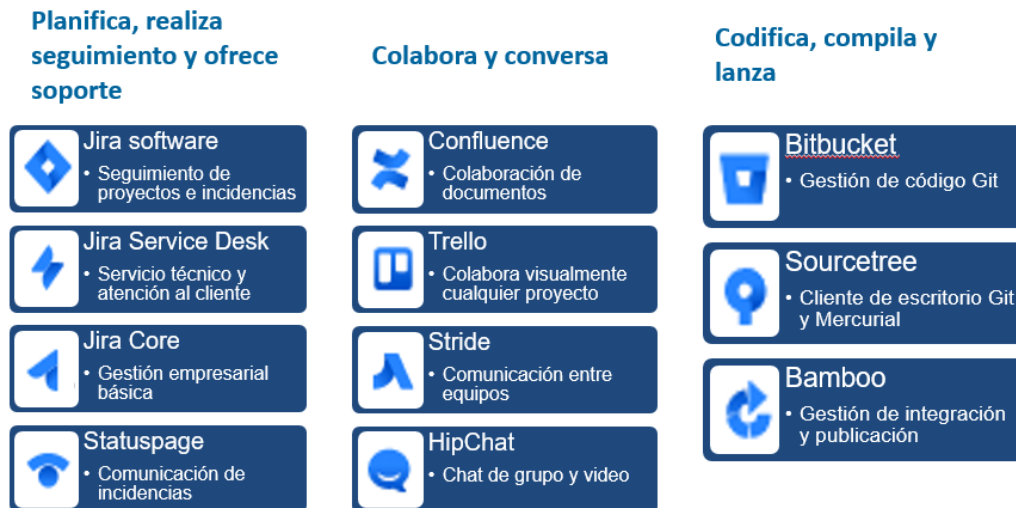 Planifica, realiza
seguimiento y ofrece
soporte
Jira software
• Seguimiento de
proyectos e incidencias
Jira Service Desk
• Servicio técnico y
atención al cliente
Jira Core
• Gestión empresarial
básica
Statuspage
• Comunicación de
incidencias
Colabora y conversa
Confluence
• Colaboración de
documentos
Trello
• Colabora visualmente
cualquier proyecto
Stride
• Comunicación entre
equipos
HipChat
• Chat de grupo y video
Codifica, compila y
lanza
Bitbucket
• Gestión de código Git
Sourcetree
• Cliente de escritorio Git
y Mercurial
Bamboo
• Gestión de integración
y publicación